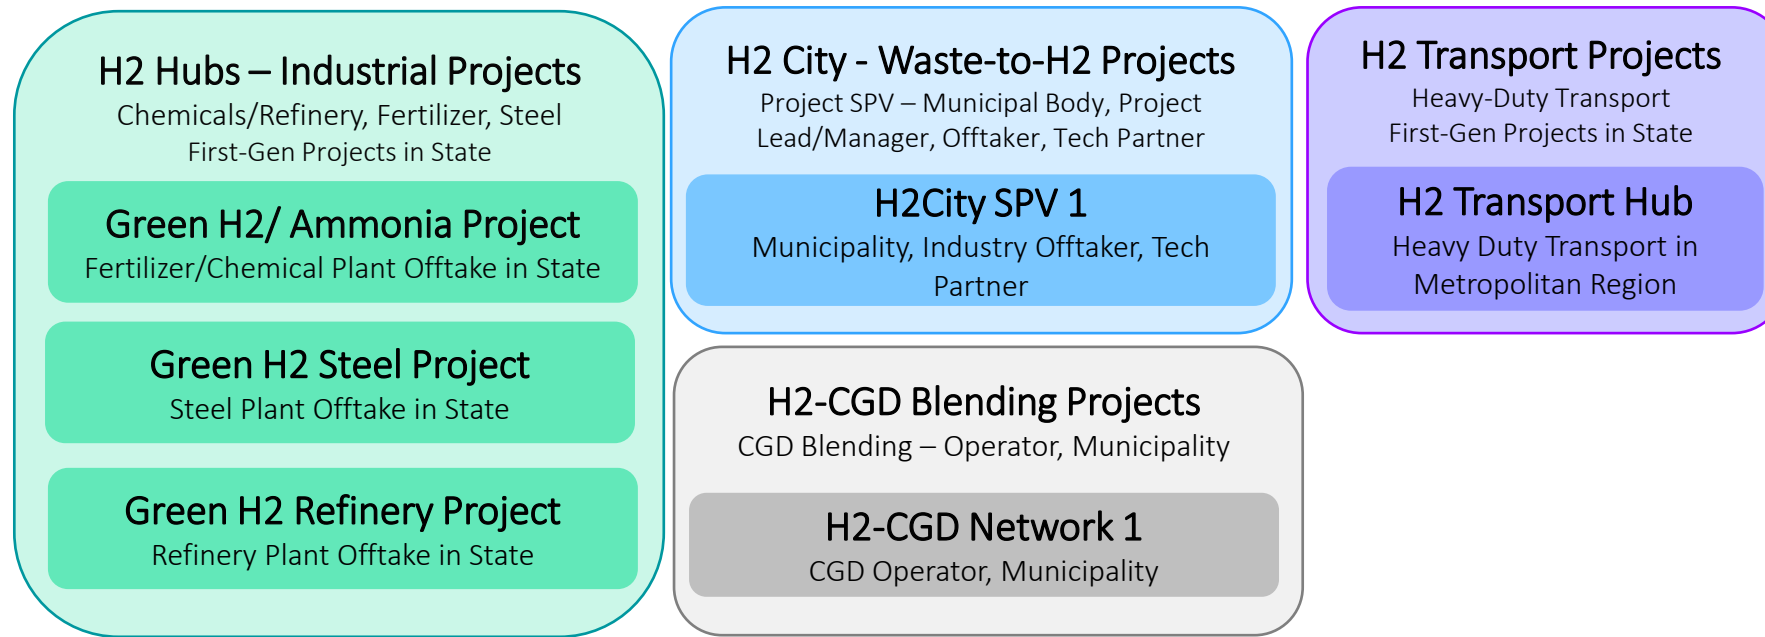 H2 Hubs – Industrial Projects
Chemicals/Refinery, Fertilizer, Steel
First-Gen Projects in State
Green H2/ Ammonia Project
Fertilizer/Chemical Plant Offtake in State
Green H2 Steel Project
Steel Plant Offtake in State
Green H2 Refinery Project
Refinery Plant Offtake in State
H2 City - Waste-to-H2 Projects
Project SPV – Municipal Body, Project
Lead/Manager, Offtaker, Tech Partner
H2City SPV 1
Municipality, Industry Offtaker, Tech
Partner
H2-CGD Blending Projects
CGD Blending – Operator, Municipality
H2-CGD Network 1
CGD Operator, Municipality
H2 Transport Projects
Heavy-Duty Transport
First-Gen Projects in State
H2 Transport Hub
Heavy Duty Transport in
Metropolitan Region